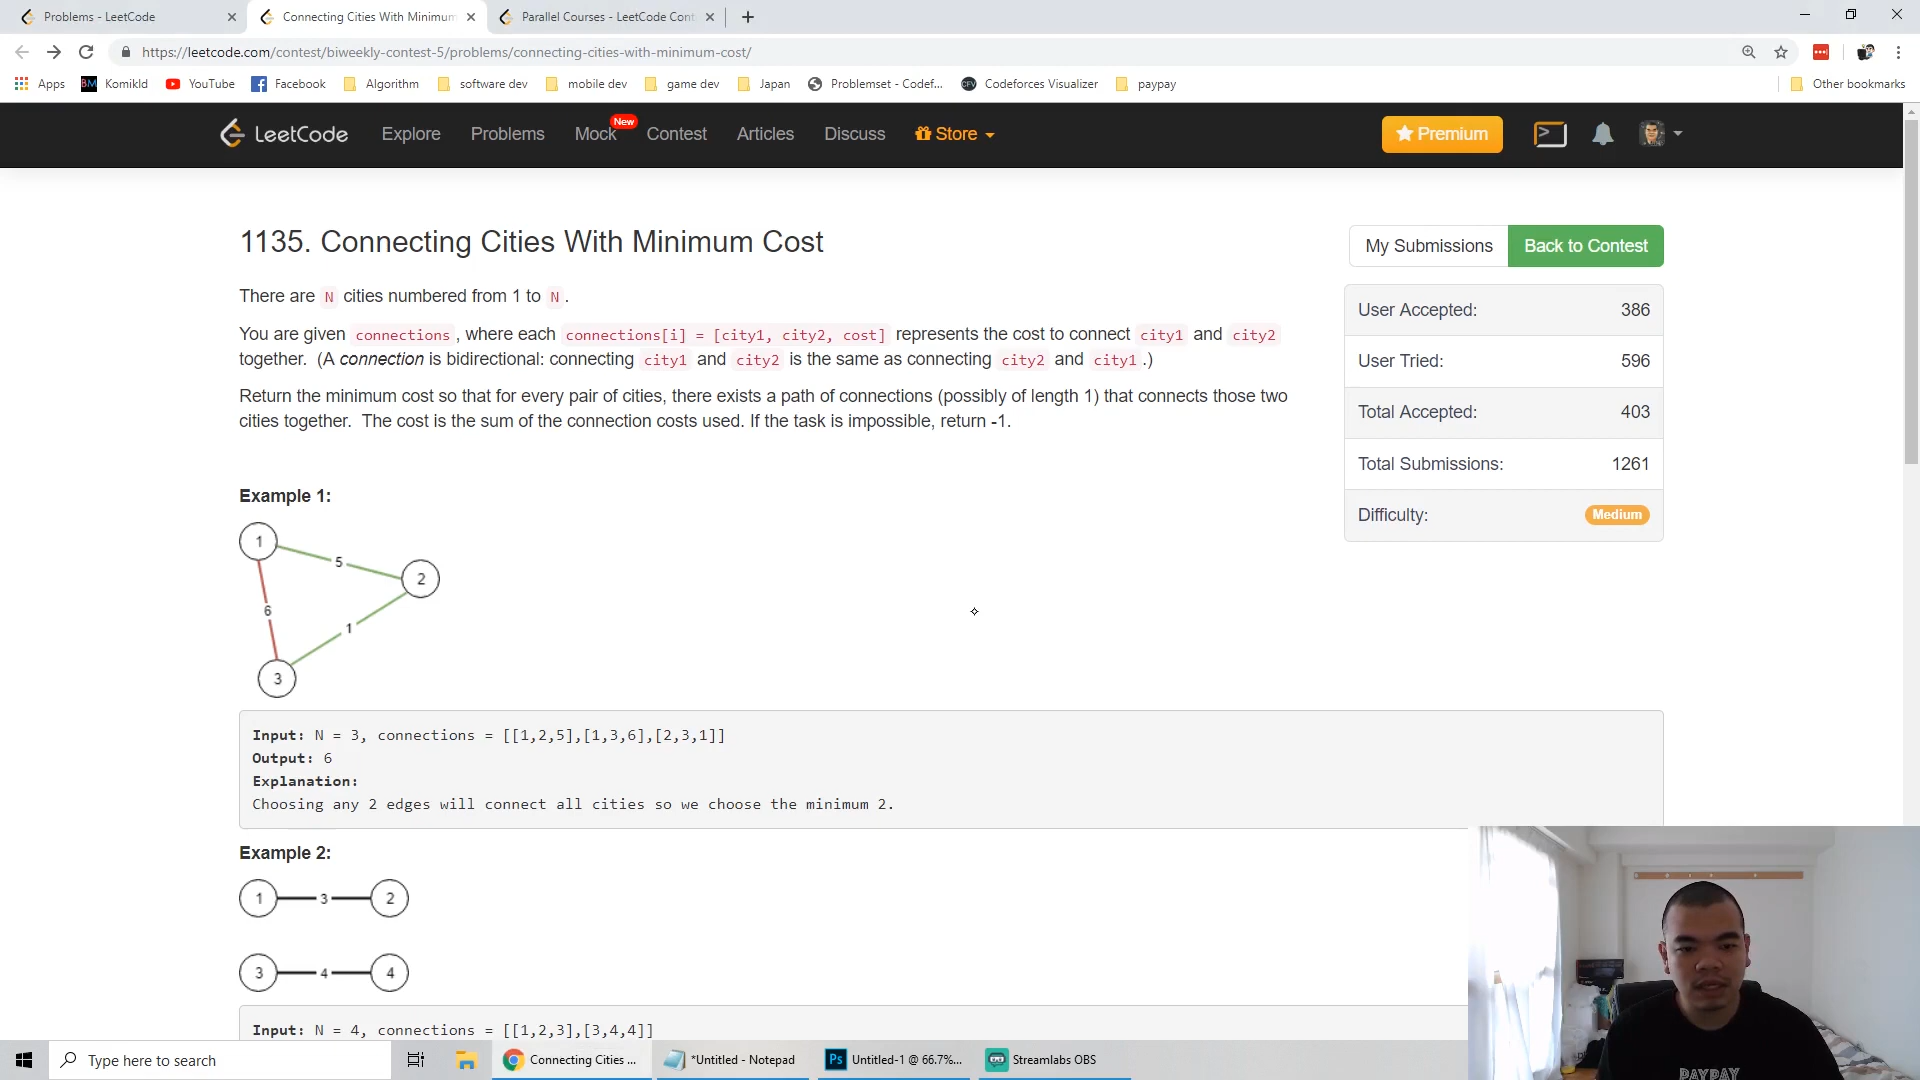 Problems - LeetCode
Connecting Cities With Minimum
Parallel Courses - LeetCode Cont
https://leetcode.com/contest/biweekly-contest-5/problems/connecting-cities-with-minimum-cost/
Apps BM Komikld YouTube Facebook Algorithm software dev mobile dev game dev Japan Problemset - Codef... CFV Codeforces Visualizer paypay Other bookmarks
LeetCode Explore Problems Mock New Contest Articles Discuss Store Premium
1135. Connecting Cities With Minimum Cost
My Submissions Back to Contest
There are N cities numbered from 1 to N.
You are given connections, where each connections[i] = [city1, city2, cost] represents the cost to connect city1 and city2
together. (A connection is bidirectional: connecting city1 and city2 is the same as connecting city2 and city1.)
Return the minimum cost so that for every pair of cities, there exists a path of connections (possibly of length 1) that connects those two
cities together. The cost is the sum of the connection costs used. If the task is impossible, return -1.
User Accepted: 386
User Tried: 596
Total Accepted: 403
Total Submissions: 1261
Difficulty: Medium
Example 1:
1
5
2
6
1
3
Input: N = 3, connections = [[1,2,5],[1,3,6],[2,3,1]]
Output: 6
Explanation:
Choosing any 2 edges will connect all cities so we choose the minimum 2.
Example 2:
1 3 2
3 4 4
Input: N = 4, connections = [[1,2,3],[3,4,4]]
PAYPAY
Type here to search
Connecting Cities ...
*Untitled - Notepad
Ps Untitled-1 @ 66.7%...
Streamlabs OBS